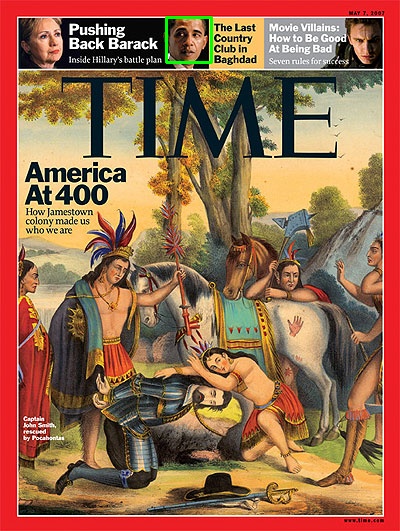 MAY 7, 2007
Pushing
Back Barack
Inside Hillary's battle plan
The Last
Country
Club in
Baghdad
Movie Villains:
How to Be Good
At Being Bad
Seven rules for success
TIME
America
At 400
How Jamestown
colony made us
who we are
Captain
John Smith,
rescued
by Pocahontas
www.time.com